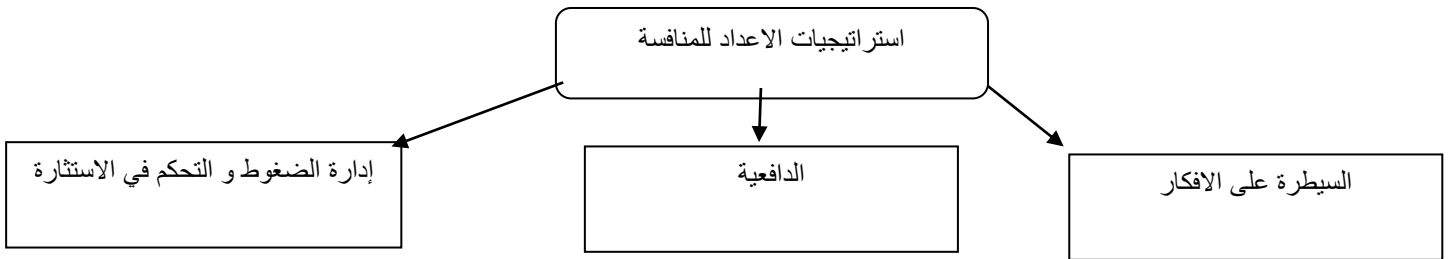 استراتيجيات الاعداد للمنافسة
السيطرة على الافكار
الدافعية
إدارة الضغوط و التحكم في الاستثارة